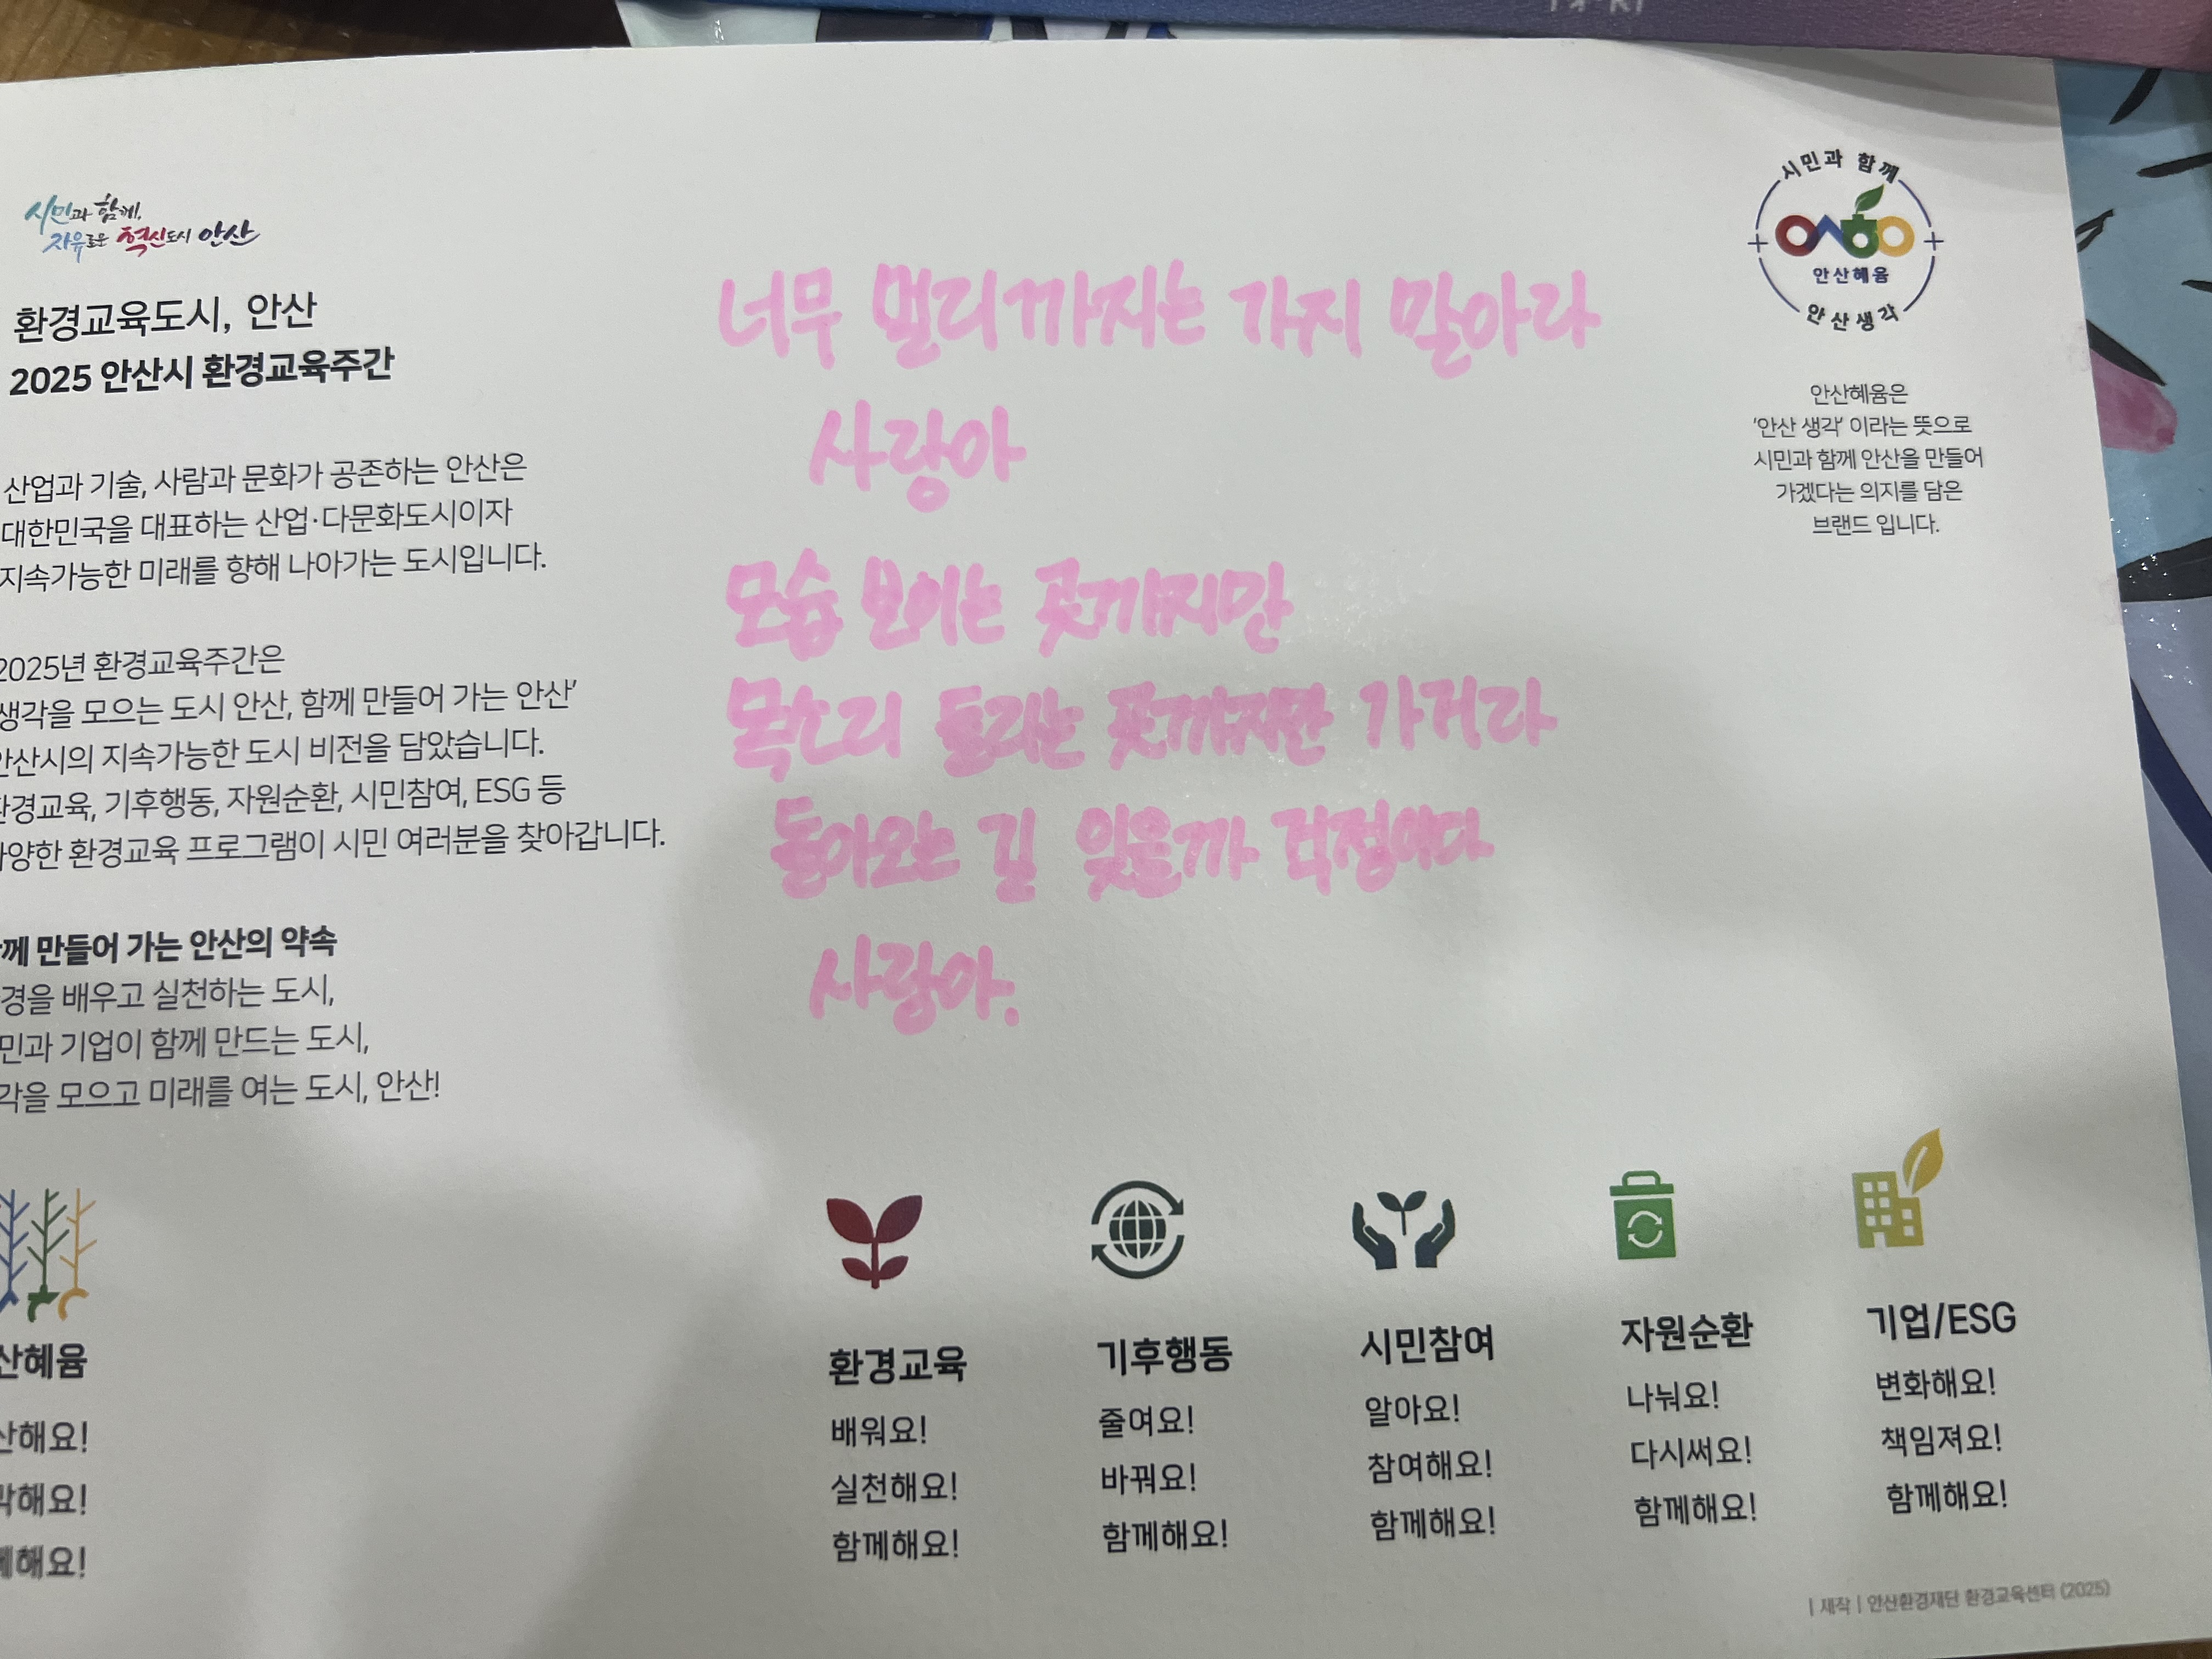 시민과 함께,
자유로운 혁신도시 안산
환경교육도시, 안산
2025 안산시 환경교육주간
산업과 기술, 사람과 문화가 공존하는 안산은
대한민국을 대표하는 산업·다문화도시이자
지속가능한 미래를 향해 나아가는 도시입니다.
2025년 환경교육주간은
생각을 모으는 도시 안산, 함께 만들어 가는 안산'
안산시의 지속가능한 도시 비전을 담았습니다.
환경교육, 기후행동, 자원순환, 시민참여, ESG 등
다양한 환경교육 프로그램이 시민 여러분을 찾아갑니다.
께 만들어 가는 안산의 약속
경을 배우고 실천하는 도시,
민과 기업이 함께 만드는 도시,
각을 모으고 미래를 여는 도시, 안산!
산혜윰
해요!
해요!
해요!
너무 멀리까지는 가지 말아라
사랑아
모습 보이는 곳까지만
목소리 들리는 곳까지만 가거라
돌아오는 길 잊을까 걱정이다
사랑아.
시민과 함께
안산혜윰
안산생각
안산혜윰은
'안산 생각' 이라는 뜻으로
시민과 함께 안산을 만들어
가겠다는 의지를 담은
브랜드 입니다.
환경교육
배워요!
실천해요!
함께해요!
기후행동
줄여요!
바꿔요!
함께해요!
시민참여
알아요!
참여해요!
함께해요!
자원순환
나눠요!
다시써요!
함께해요!
기업/ESG
변화해요!
책임져요!
함께해요!
| 제작 | 안산환경재단 환경교육센터 (2025)